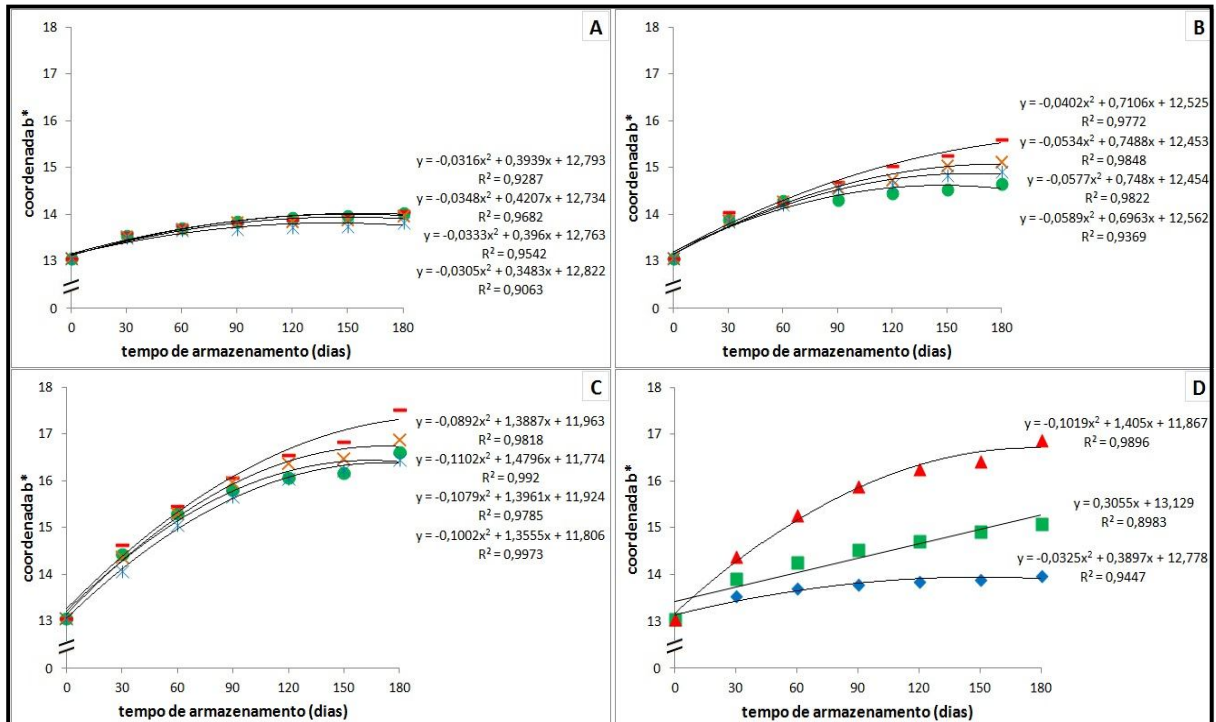 A
18
17
16
15
14
13
0
coordenada b*
y = -0,0316x² + 0,3939x + 12,793
R² = 0,9287
y = -0,0348x² + 0,4207x + 12,734
R² = 0,9682
y = -0,0333x² + 0,396x + 12,763
R² = 0,9542
y = -0,0305x² + 0,3483x + 12,822
R² = 0,9063
0 30 60 90 120 150 180
tempo de armazenamento (dias)
B
18
17
16
15
14
13
0
coordenada b*
y = -0,0402x² + 0,7106x + 12,525
R² = 0,9772
y = -0,0534x² + 0,7488x + 12,453
R² = 0,9848
y = -0,0577x² + 0,748x + 12,454
R² = 0,9822
y = -0,0589x² + 0,6963x + 12,562
R² = 0,9369
0 30 60 90 120 150 180
tempo de armazenamento (dias)
C
18
17
16
15
14
13
0
coordenada b*
y = -0,0892x² + 1,3887x + 11,963
R² = 0,9818
y = -0,1102x² + 1,4796x + 11,774
R² = 0,992
y = -0,1079x² + 1,3961x + 11,924
R² = 0,9785
y = -0,1002x² + 1,3555x + 11,806
R² = 0,9973
0 30 60 90 120 150 180
tempo de armazenamento (dias)
D
18
17
16
15
14
13
0
coordenada b*
y = -0,1019x² + 1,405x + 11,867
R² = 0,9896
y = 0,3055x + 13,129
R² = 0,8983
y = -0,0325x² + 0,3897x + 12,778
R² = 0,9447
0 30 60 90 120 150 180
tempo de armazenamento (dias)